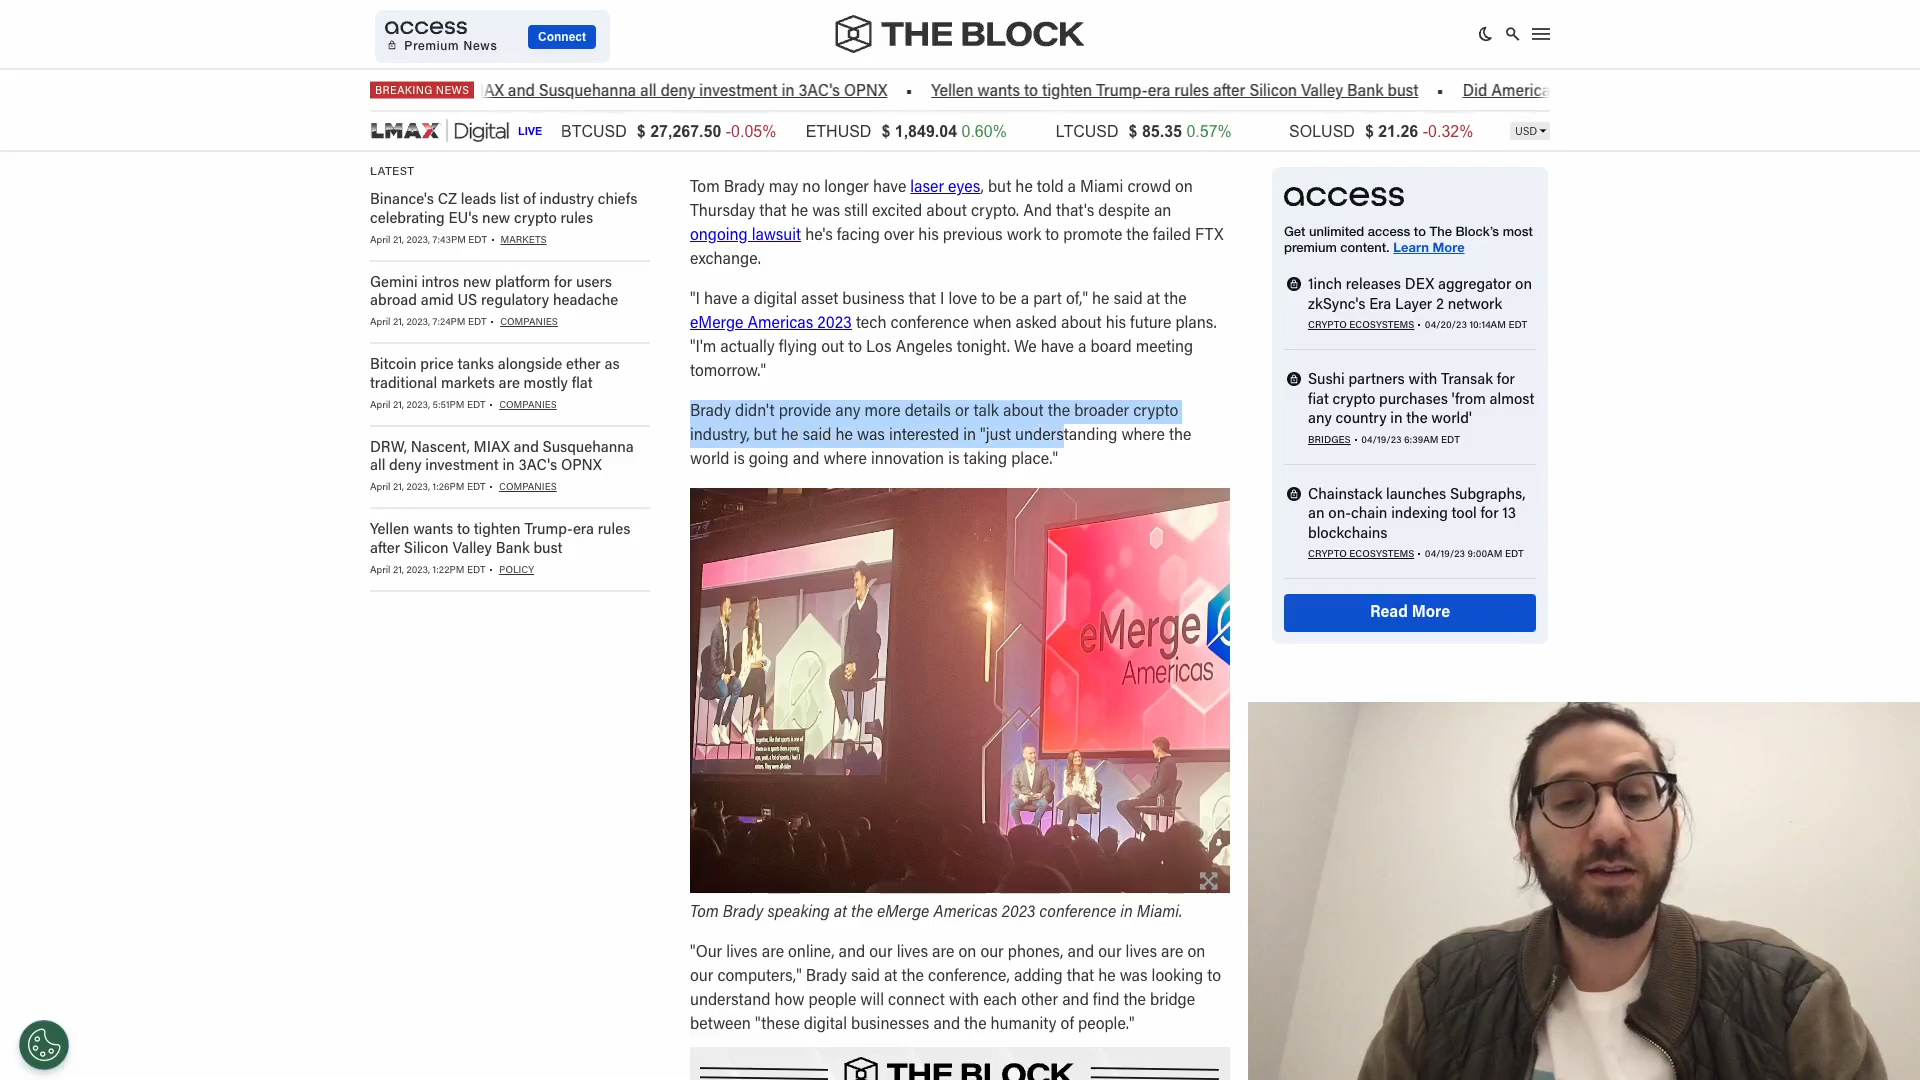 access
Premium News
Connect
THE BLOCK
BREAKING NEWS
AX and Susquehanna all deny investment in 3AC's OPNX ▪ Yellen wants to tighten Trump-era rules after Silicon Valley Bank bust ▪ Did America
LMAX Digital LIVE BTCUSD $ 27,267.50 -0.05% ETHUSD $ 1,849.04 0.60% LTCUSD $ 85.35 0.57% SOLUSD $ 21.26 -0.32% USD
LATEST
Binance's CZ leads list of industry chiefs
celebrating EU's new crypto rules
April 21, 2023, 7:43PM EDT • MARKETS
Gemini intros new platform for users
abroad amid US regulatory headache
April 21, 2023, 7:24PM EDT • COMPANIES
Bitcoin price tanks alongside ether as
traditional markets are mostly flat
April 21, 2023, 5:51PM EDT • COMPANIES
DRW, Nascent, MIAX and Susquehanna
all deny investment in 3AC's OPNX
April 21, 2023, 1:26PM EDT • COMPANIES
Yellen wants to tighten Trump-era rules
after Silicon Valley Bank bust
April 21, 2023, 1:22PM EDT • POLICY
Tom Brady may no longer have laser eyes, but he told a Miami crowd on
Thursday that he was still excited about crypto. And that's despite an
ongoing lawsuit he's facing over his previous work to promote the failed FTX
exchange.
"I have a digital asset business that I love to be a part of," he said at the
eMerge Americas 2023 tech conference when asked about his future plans.
"I'm actually flying out to Los Angeles tonight. We have a board meeting
tomorrow."
Brady didn't provide any more details or talk about the broader crypto
industry, but he said he was interested in "just understanding where the
world is going and where innovation is taking place."
eMerge
Americas
Tom Brady speaking at the eMerge Americas 2023 conference in Miami.
"Our lives are online, and our lives are on our phones, and our lives are on
our computers," Brady said at the conference, adding that he was looking to
understand how people will connect with each other and find the bridge
between "these digital businesses and the humanity of people."
THE BLOCK
access
Get unlimited access to The Block's most
premium content. Learn More
1inch releases DEX aggregator on
zkSync's Era Layer 2 network
CRYPTO ECOSYSTEMS • 04/20/23 10:14AM EDT
Sushi partners with Transak for
fiat crypto purchases 'from almost
any country in the world'
BRIDGES • 04/19/23 6:39AM EDT
Chainstack launches Subgraphs,
an on-chain indexing tool for 13
blockchains
CRYPTO ECOSYSTEMS • 04/19/23 9:00AM EDT
Read More